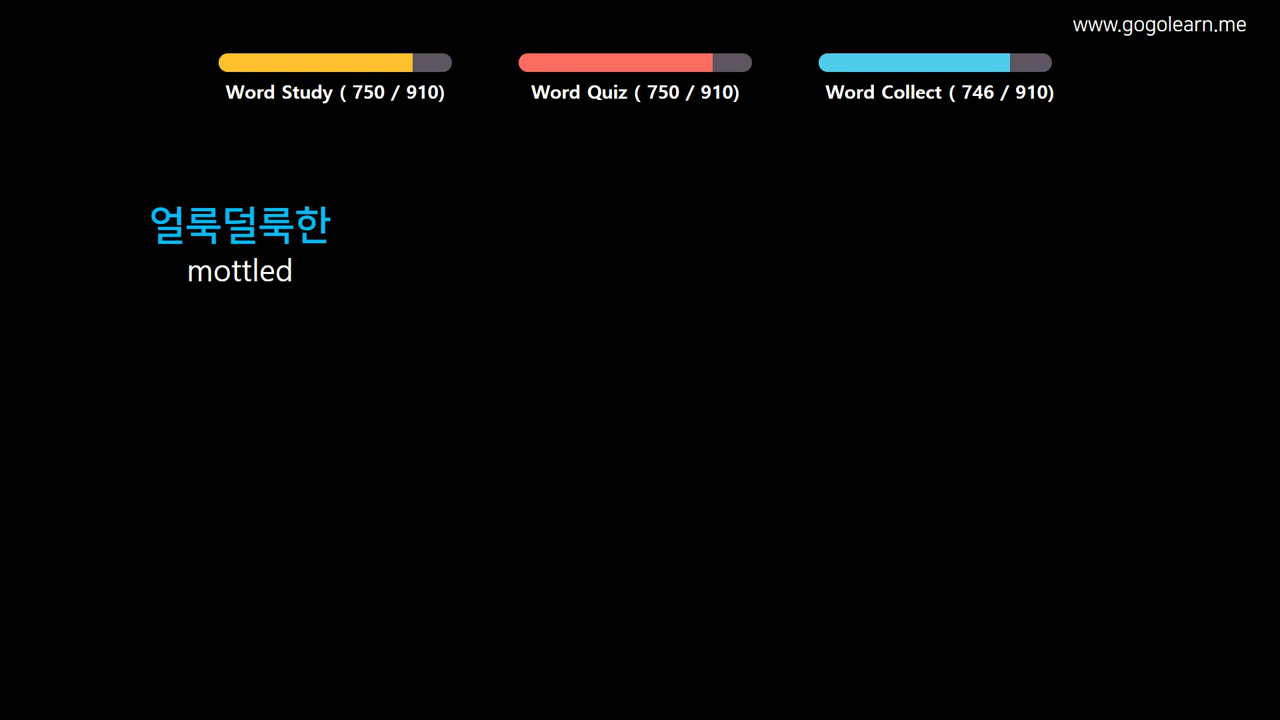 www.gogolearn.me
Word Study ( 750 / 910)
Word Quiz ( 750 / 910)
Word Collect ( 746 / 910)
얼룩덜룩한
mottled